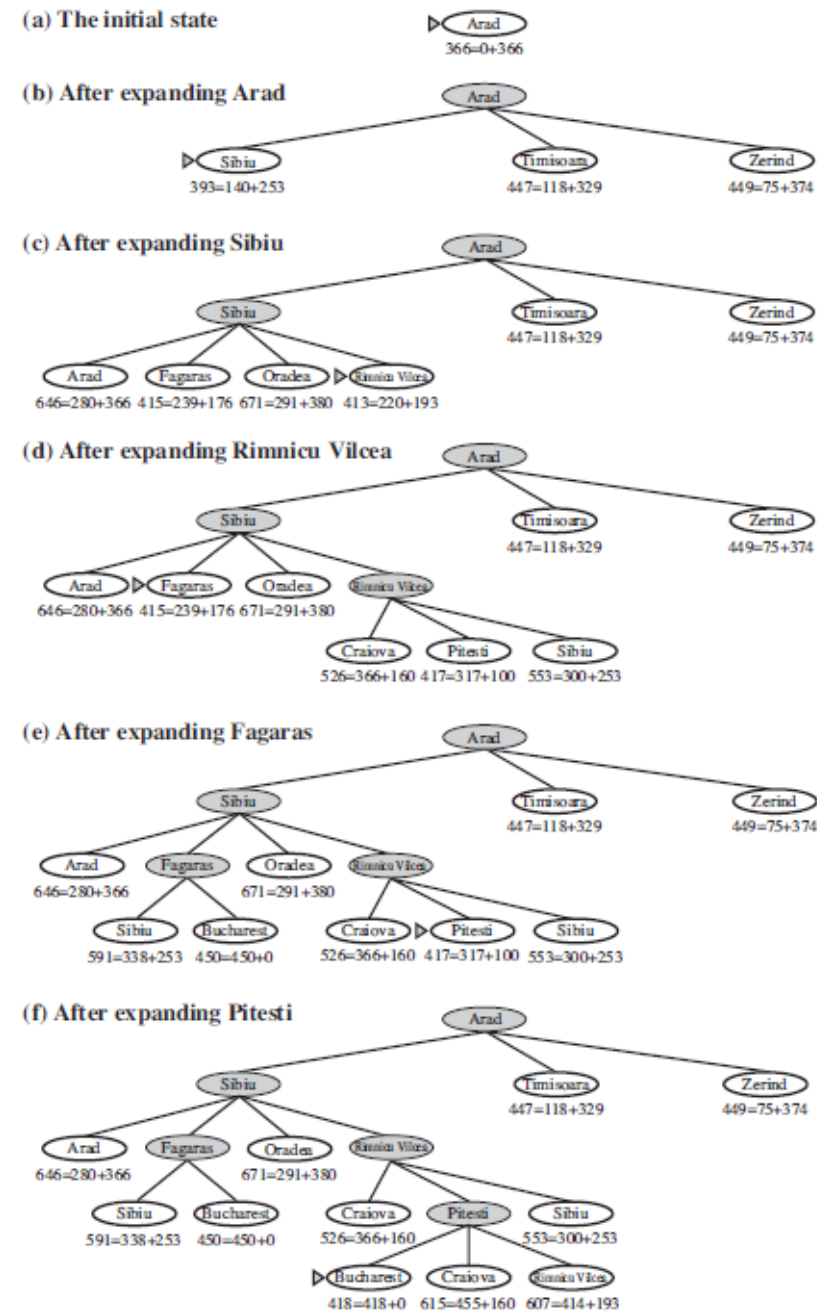 (a) The initial state
Arad
366=0+366
(b) After expanding Arad
Arad
Sibiu Timisoara Zerind
393=140+253 447=118+329 449=75+374
(c) After expanding Sibiu
Arad
Sibiu Timisoara Zerind
447=118+329 449=75+374
Arad Fagaras Oradea Rimnicu Vilcea
646=280+366 415=239+176 671=291+380 413=220+193
(d) After expanding Rimnicu Vilcea
Arad
Sibiu Timisoara Zerind
447=118+329 449=75+374
Arad Fagaras Oradea Rimnicu Vilcea
646=280+366 415=239+176 671=291+380
Craiova Pitesti Sibiu
526=366+160 417=317+100 553=300+253
(e) After expanding Fagaras
Arad
Sibiu Timisoara Zerind
447=118+329 449=75+374
Arad Fagaras Oradea Rimnicu Vilcea
646=280+366 671=291+380
Sibiu Bucharest Craiova Pitesti Sibiu
591=338+253 450=450+0 526=366+160 417=317+100 553=300+253
(f) After expanding Pitesti
Arad
Sibiu Timisoara Zerind
447=118+329 449=75+374
Arad Fagaras Oradea Rimnicu Vilcea
646=280+366 671=291+380
Sibiu Bucharest Craiova Pitesti Sibiu
591=338+253 450=450+0 526=366+160 553=300+253
Bucharest Craiova Rimnicu Vilcea
418=418+0 615=455+160 607=414+193